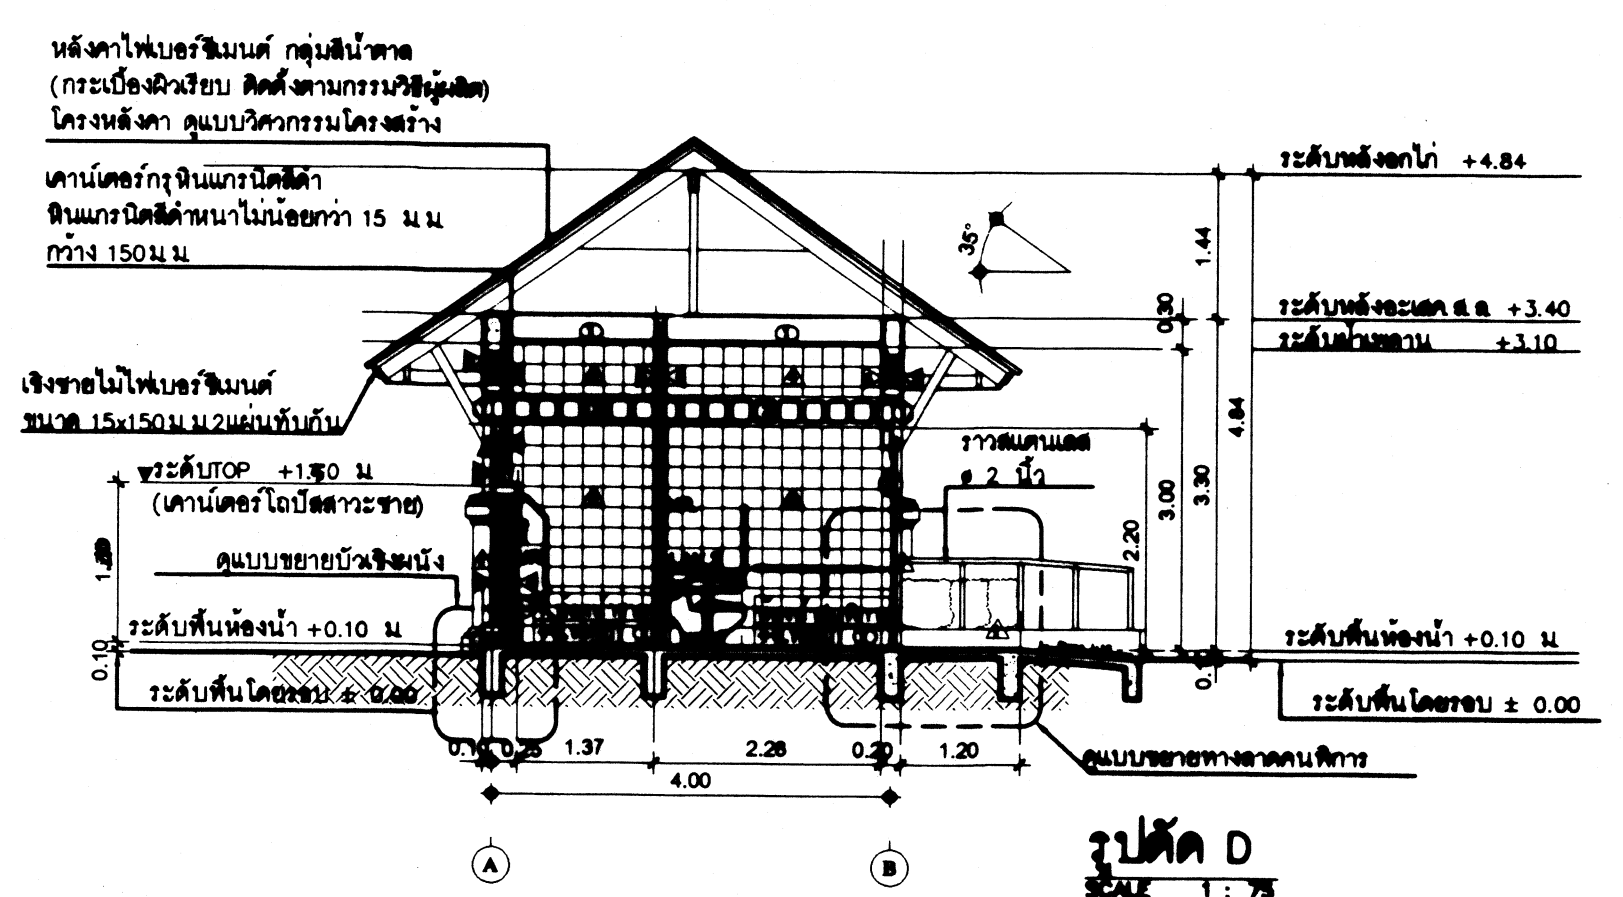 หลังคาไฟเบอร์ซีเมนต์ กลุ่มสีน้ำตาล
(กระเบื้องผิวเรียบ ติดตั้งตามกรรมวิธีผู้ผลิต)
โครงหลังคา ดูแบบวิศวกรรมโครงสร้าง
เคาน์เตอร์กรุหินแกรนิตสีดำ
หินแกรนิตสีดำหนาไม่น้อยกว่า 15 ม.ม.
กว้าง 150 ม.ม.
เชิงชายไม้ไฟเบอร์ซีเมนต์
ขนาด 15x150 ม.ม. 2แผ่นทับกัน
ระดับTOP
(เคาน์เตอร์โถปัสสาวะชาย)
ดูแบบขยายบัวเชิงผนัง
ระดับพื้นห้องน้ำ +0.10 ม.
0.10
ระดับพื้นโดยรอบ ± 0.00
35°
ราวสแตนเลส
ø 2 นิ้ว
ระดับหลังอกไก่ +4.84
ระดับหลังอะเสค.ส.ล. +3.40
ระดับฝ้าเพดาน +3.10
1.44
0.30
4.84
3.30
3.00
2.20
ระดับพื้นห้องน้ำ +0.10 ม.
ระดับพื้นโดยรอบ ± 0.00
0.25 1.37 2.28 0.20 1.20
4.00
ดูแบบขยายทางลาดคนพิการ
A B
รูปตัด D
SCALE 1 : 75